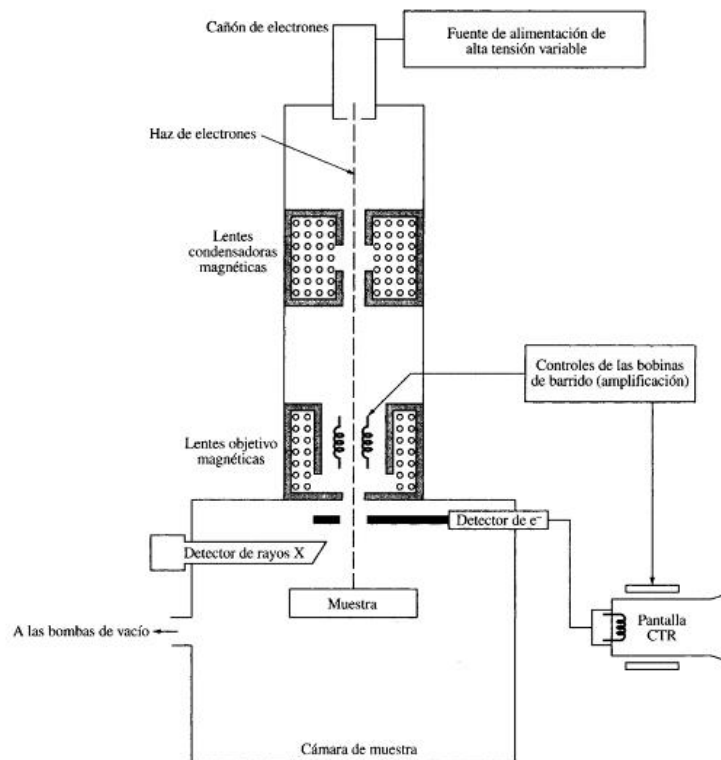 Cañón de electrones
Fuente de alimentación de
alta tensión variable
Haz de electrones
Lentes
condensadoras
magnéticas
Controles de las bobinas
de barrido (amplificación)
Lentes objetivo
magnéticas
Detector de e⁻
Detector de rayos X
Muestra
A las bombas de vacío
Pantalla
CTR
Cámara de muestra